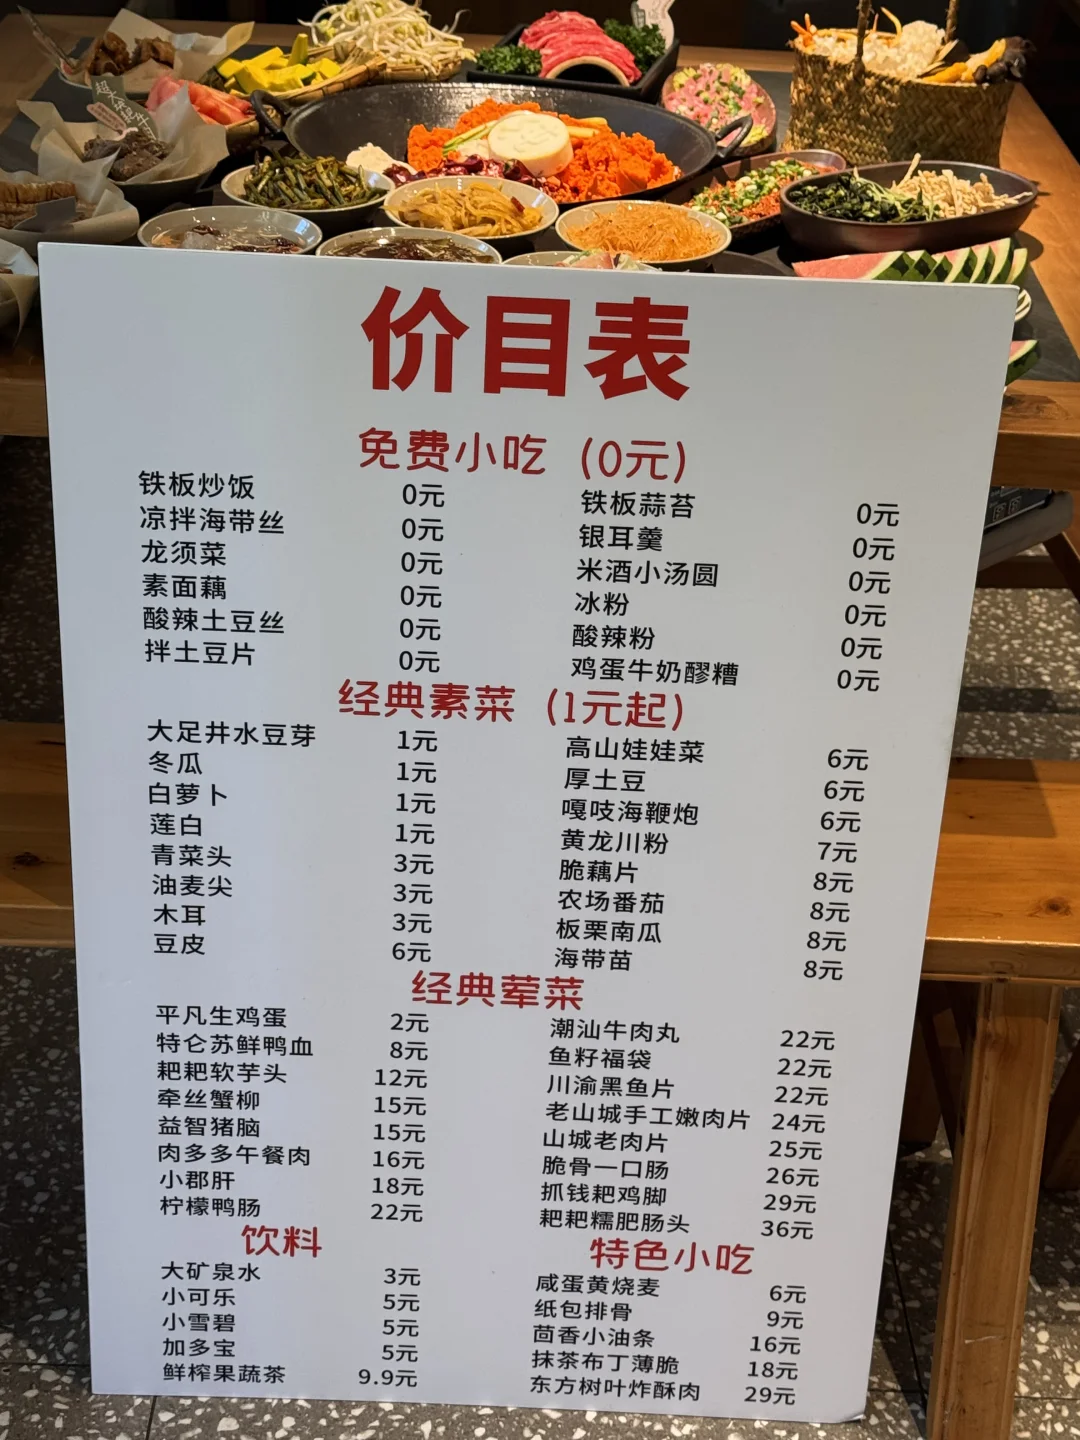 价目表
免费小吃（0元）
铁板炒饭 0元 铁板蒜苔 0元
凉拌海带丝 0元 银耳羹 0元
龙须菜 0元 米酒小汤圆 0元
素面藕 0元 冰粉 0元
酸辣土豆丝 0元 酸辣粉 0元
拌土豆片 0元 鸡蛋牛奶醪糟 0元
经典素菜（1元起）
大足井水豆芽 1元 高山娃娃菜 6元
冬瓜 1元 厚土豆 6元
白萝卜 1元 嘎吱海鞭炮 6元
莲白 1元 黄龙川粉 7元
青菜头 3元 脆藕片 8元
油麦尖 3元 农场番茄 8元
木耳 3元 板栗南瓜 8元
豆皮 6元 海带苗 8元
经典荤菜
平凡生鸡蛋 2元 潮汕牛肉丸 22元
特仑苏鲜鸭血 8元 鱼籽福袋 22元
耙耙软芋头 12元 川渝黑鱼片 22元
牵丝蟹柳 15元 老山城手工嫩肉片 24元
益智猪脑 15元 山城老肉片 25元
肉多多午餐肉 16元 脆骨一口肠 26元
小郡肝 18元 抓钱耙鸡脚 29元
柠檬鸭肠 22元 耙耙糯肥肠头 36元
饮料 特色小吃
大矿泉水 3元 咸蛋黄烧麦 6元
小可乐 5元 纸包排骨 9元
小雪碧 5元 茴香小油条 16元
加多宝 5元 抹茶布丁薄脆 18元
鲜榨果蔬茶 9.9元 东方树叶炸酥肉 29元